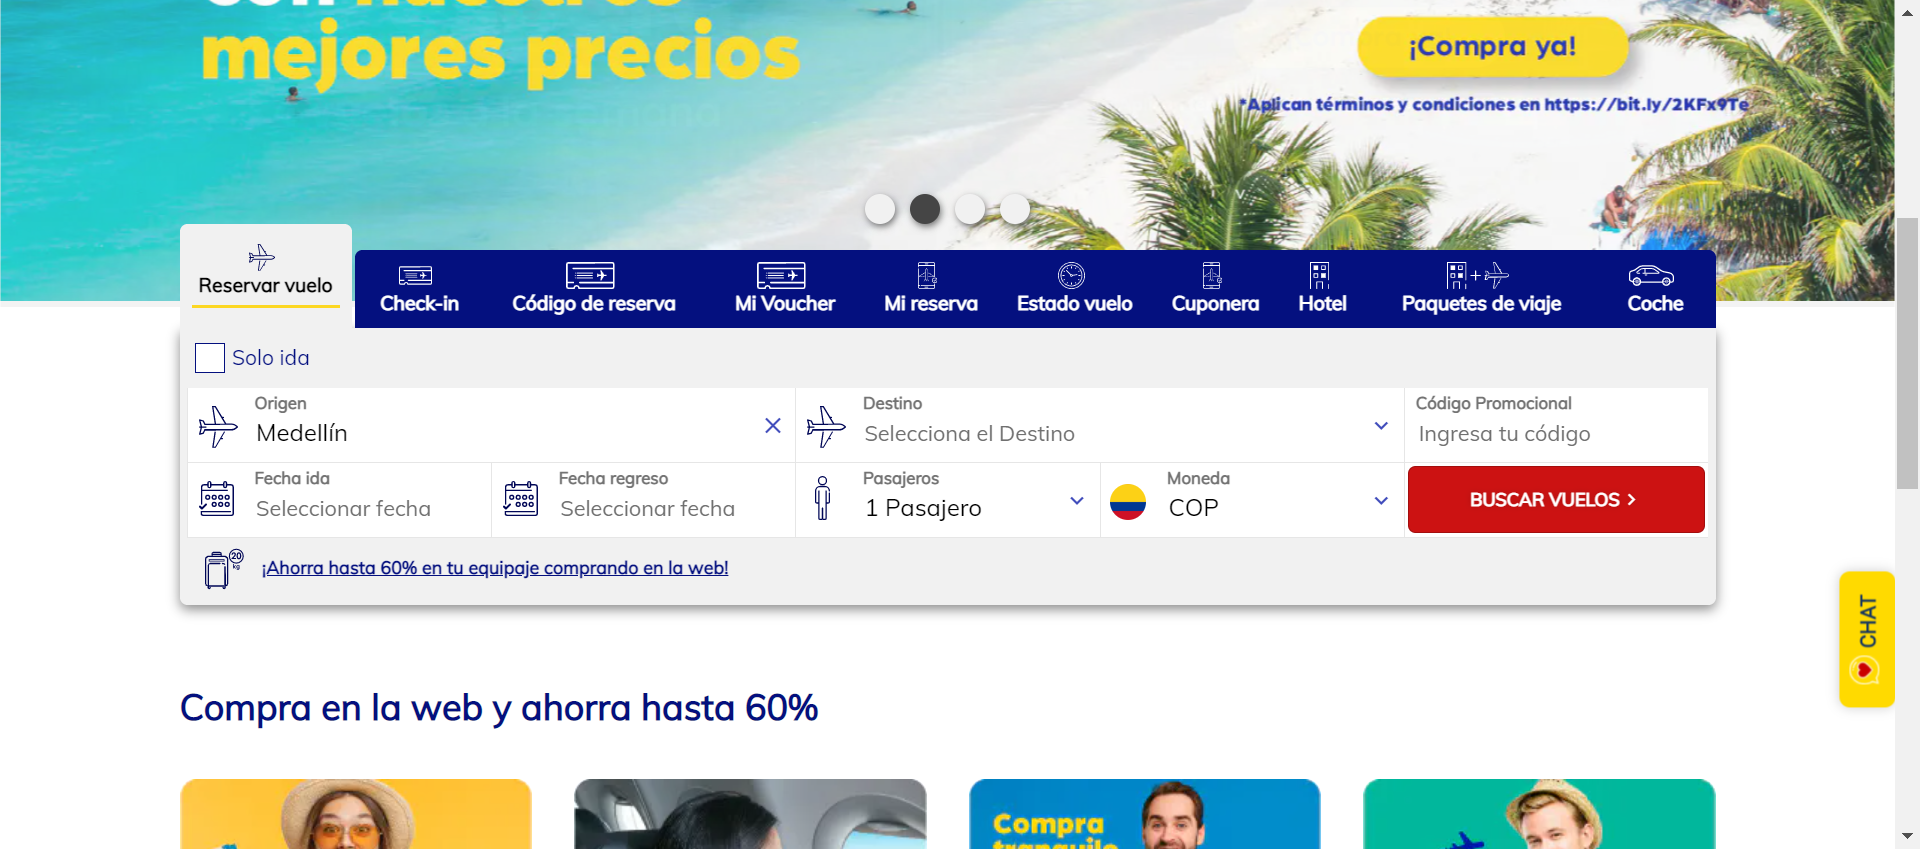 mejores precios
¡Compra ya!
*Aplican términos y condiciones en https://bit.ly/2KFx9Te
Reservar vuelo
Check-in
Código de reserva
Mi Voucher
Mi reserva
Estado vuelo
Cuponera
Hotel
Paquetes de viaje
Coche
Solo ida
Origen
Medellín
Destino
Selecciona el Destino
Código Promocional
Ingresa tu código
Fecha ida
Seleccionar fecha
Fecha regreso
Seleccionar fecha
Pasajeros
1 Pasajero
Moneda
COP
BUSCAR VUELOS
20
kg
¡Ahorra hasta 60% en tu equipaje comprando en la web!
CHAT
Compra en la web y ahorra hasta 60%
Compra
tranquilo